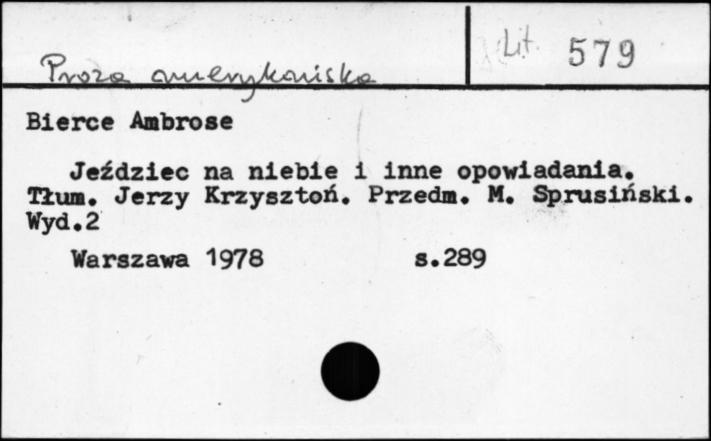 Lit. 579
Proza amerykańska
Bierce Ambrose
Jeździec na niebie i inne opowiadania.
Tłum. Jerzy Krzysztoń. Przedm. M. Sprusiński.
Wyd.2
Warszawa 1978 s.289